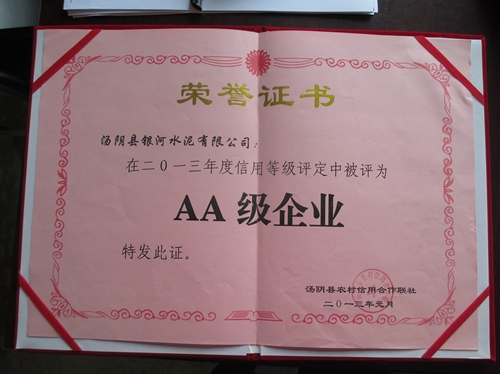 荣誉证书
汤阴县银河水泥有限公司：
在二0一三年度信用等级评定中被评为
AA级企业
特发此证。
汤阴县农村信用合作联社
二0一三年元月